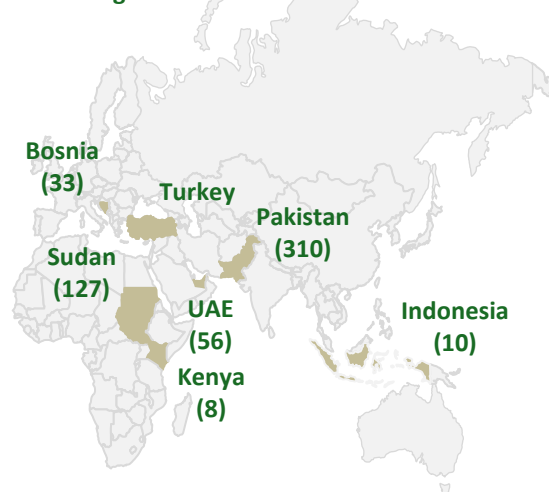 Bosnia
(33)
Turkey
Pakistan
(310)
Sudan
(127)
UAE
(56)
Indonesia
(10)
Kenya
(8)